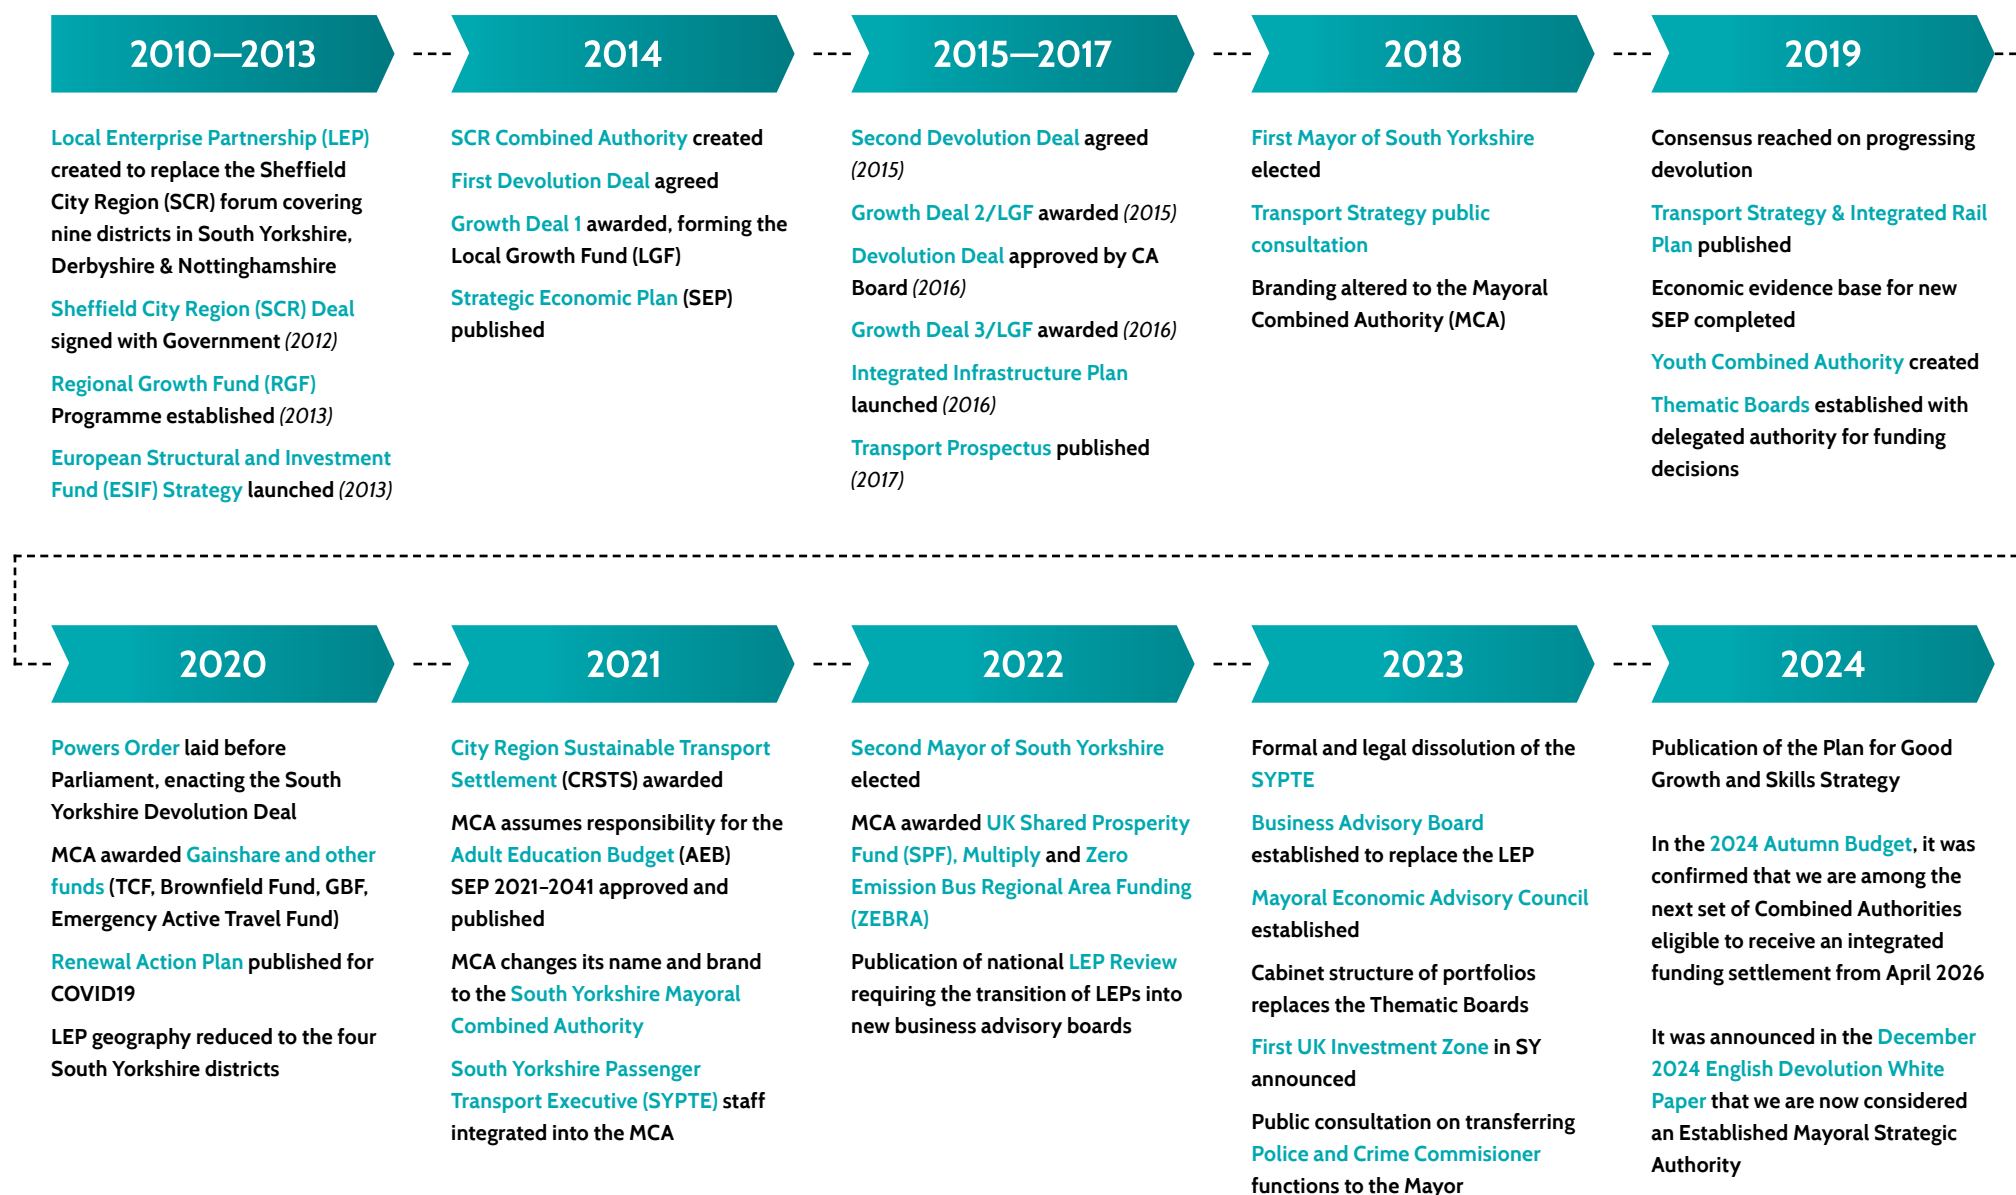 2010—2013
Local Enterprise Partnership (LEP)
created to replace the Sheffield
City Region (SCR) forum covering
nine districts in South Yorkshire,
Derbyshire & Nottinghamshire
Sheffield City Region (SCR) Deal
signed with Government (2012)
Regional Growth Fund (RGF)
Programme established (2013)
European Structural and Investment
Fund (ESIF) Strategy launched (2013)
2014
SCR Combined Authority created
First Devolution Deal agreed
Growth Deal 1 awarded, forming the
Local Growth Fund (LGF)
Strategic Economic Plan (SEP)
published
2015—2017
Second Devolution Deal agreed
(2015)
Growth Deal 2/LGF awarded (2015)
Devolution Deal approved by CA
Board (2016)
Growth Deal 3/LGF awarded (2016)
Integrated Infrastructure Plan
launched (2016)
Transport Prospectus published
(2017)
2018
First Mayor of South Yorkshire
elected
Transport Strategy public
consultation
Branding altered to the Mayoral
Combined Authority (MCA)
2019
Consensus reached on progressing
devolution
Transport Strategy & Integrated Rail
Plan published
Economic evidence base for new
SEP completed
Youth Combined Authority created
Thematic Boards established with
delegated authority for funding
decisions
2020
Powers Order laid before
Parliament, enacting the South
Yorkshire Devolution Deal
MCA awarded Gainshare and other
funds (TCF, Brownfield Fund, GBF,
Emergency Active Travel Fund)
Renewal Action Plan published for
COVID19
LEP geography reduced to the four
South Yorkshire districts
2021
City Region Sustainable Transport
Settlement (CRSTS) awarded
MCA assumes responsibility for the
Adult Education Budget (AEB)
SEP 2021–2041 approved and
published
MCA changes its name and brand
to the South Yorkshire Mayoral
Combined Authority
South Yorkshire Passenger
Transport Executive (SYPTE) staff
integrated into the MCA
2022
Second Mayor of South Yorkshire
elected
MCA awarded UK Shared Prosperity
Fund (SPF), Multiply and Zero
Emission Bus Regional Area Funding
(ZEBRA)
Publication of national LEP Review
requiring the transition of LEPs into
new business advisory boards
2023
Formal and legal dissolution of the
SYPTE
Business Advisory Board
established to replace the LEP
Mayoral Economic Advisory Council
established
Cabinet structure of portfolios
replaces the Thematic Boards
First UK Investment Zone in SY
announced
Public consultation on transferring
Police and Crime Commisioner
functions to the Mayor
2024
Publication of the Plan for Good
Growth and Skills Strategy
In the 2024 Autumn Budget, it was
confirmed that we are among the
next set of Combined Authorities
eligible to receive an integrated
funding settlement from April 2026
It was announced in the December
2024 English Devolution White
Paper that we are now considered
an Established Mayoral Strategic
Authority